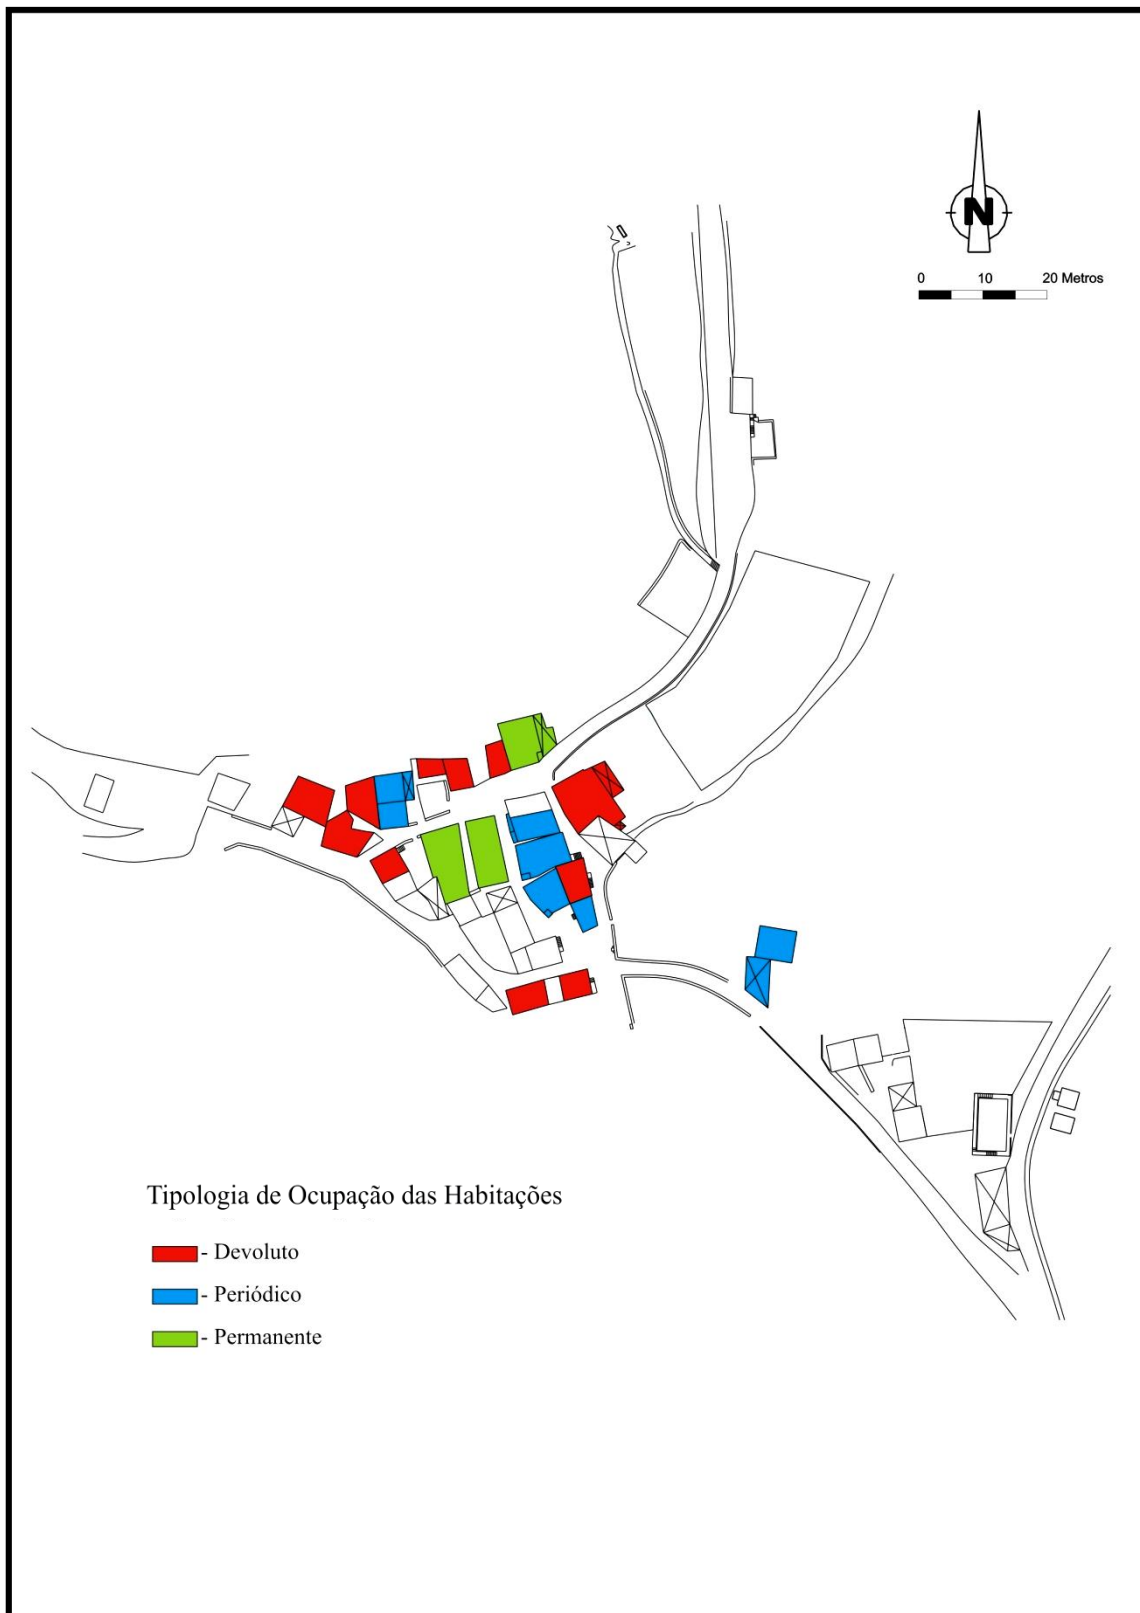 N
0 10 20 Metros
Tipologia de Ocupação das Habitações
- Devoluto
- Periódico
- Permanente